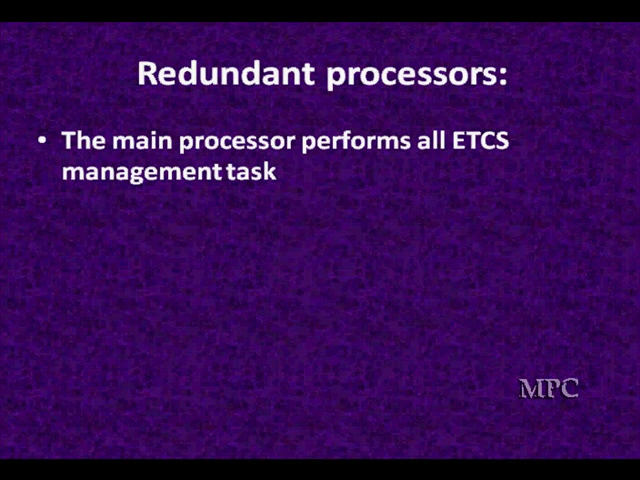 Redundant processors:
• The main processor performs all ETCS
management task
MPC